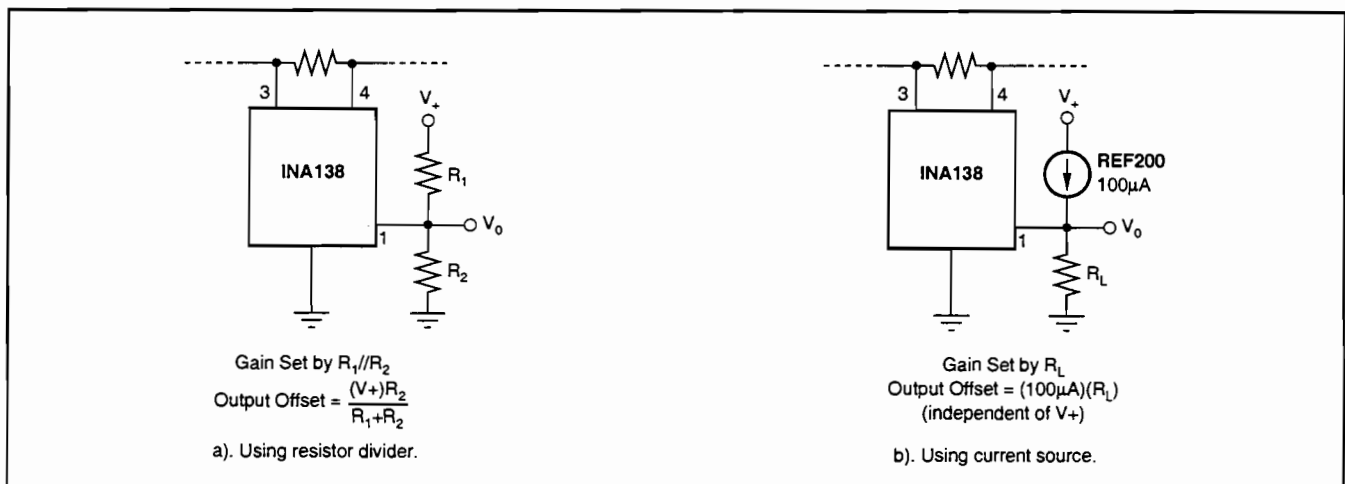 3
4
V+
INA138
R1
1
V0
R2
Gain Set by R1//R2
Output Offset = (V+)R2
R1+R2
a). Using resistor divider.
3
4
V+
INA138
REF200
100µA
1
V0
RL
Gain Set by RL
Output Offset = (100µA)(RL)
(independent of V+)
b). Using current source.